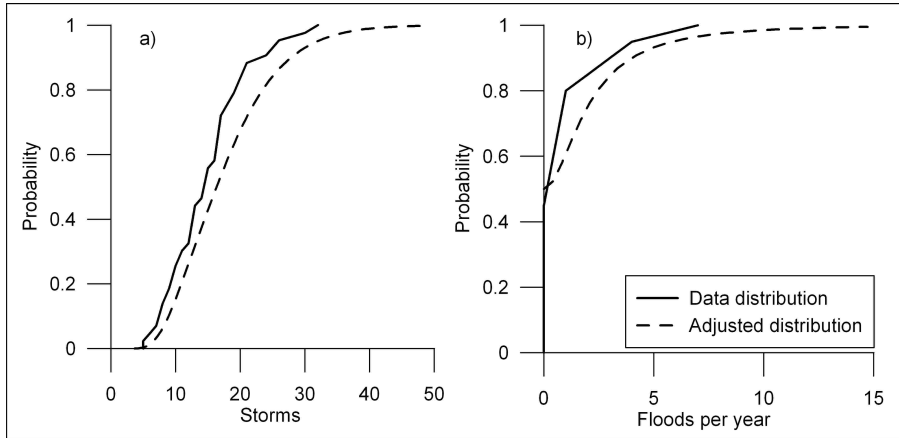 a)
1
0.8
0.6
0.4
0.2
0
Probability
0 10 20 30 40 50
Storms
b)
1
0.8
0.6
0.4
0.2
0
Probability
0 5 10 15
Floods per year
Data distribution
Adjusted distribution